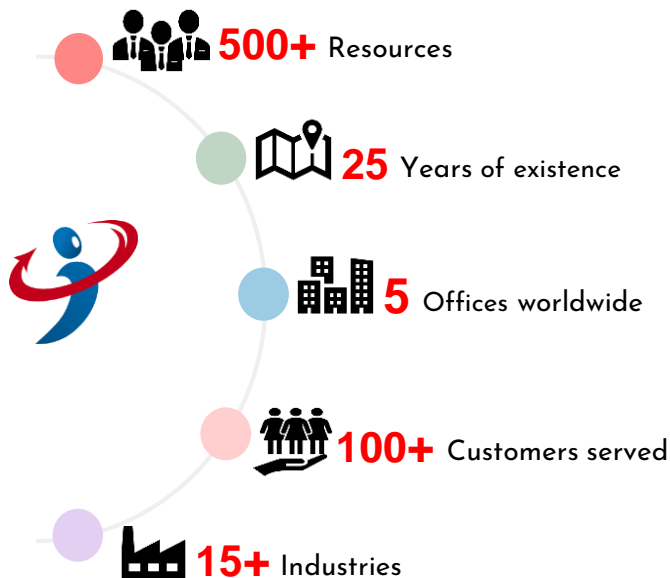 500+ Resources
25 Years of existence
5 Offices worldwide
100+ Customers served
15+ Industries